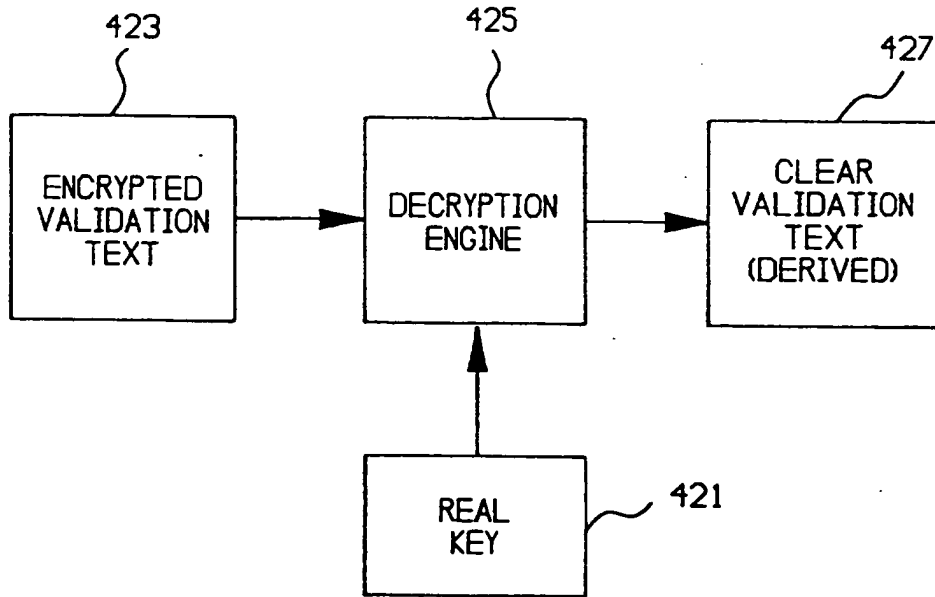 423
425
427
ENCRYPTED
VALIDATION
TEXT
DECRYPTION
ENGINE
CLEAR
VALIDATION
TEXT
(DERIVED)
REAL
KEY
421